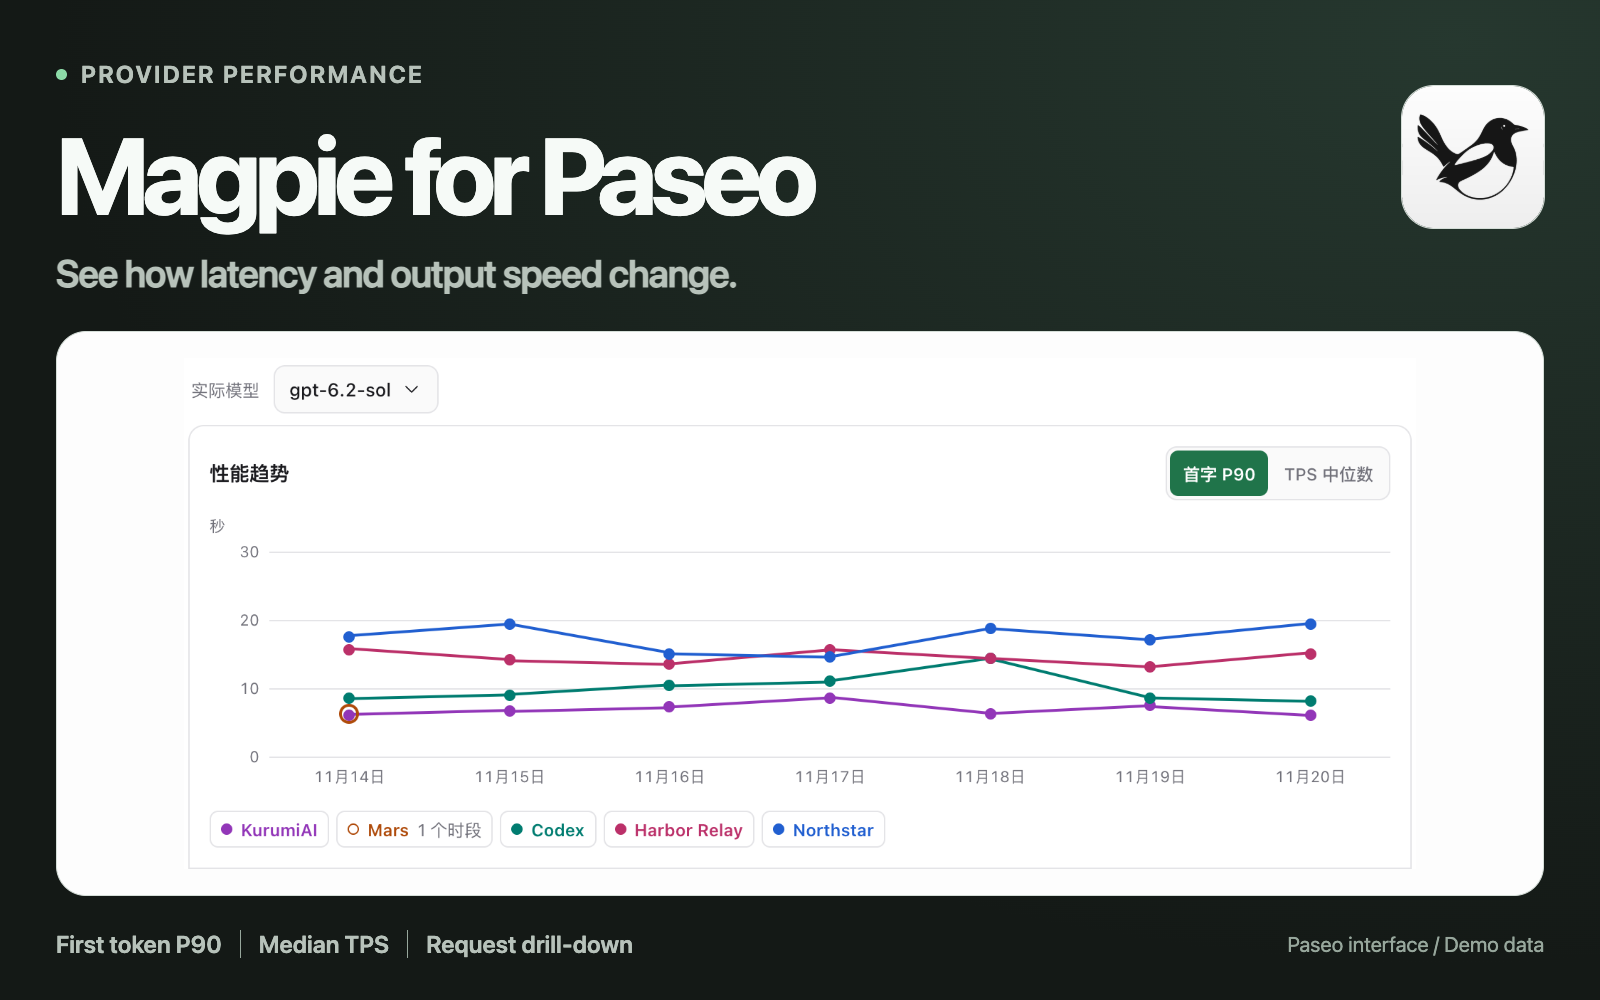 PROVIDER PERFORMANCE
Magpie for Paseo
See how latency and output speed change.
实际模型 gpt-6.2-sol
性能趋势 首字 P90 TPS 中位数
秒
30
20
10
0
11月14日 11月15日 11月16日 11月17日 11月18日 11月19日 11月20日
KurumiAI Mars 1 个时段 Codex Harbor Relay Northstar
First token P90 Median TPS Request drill-down Paseo interface / Demo data